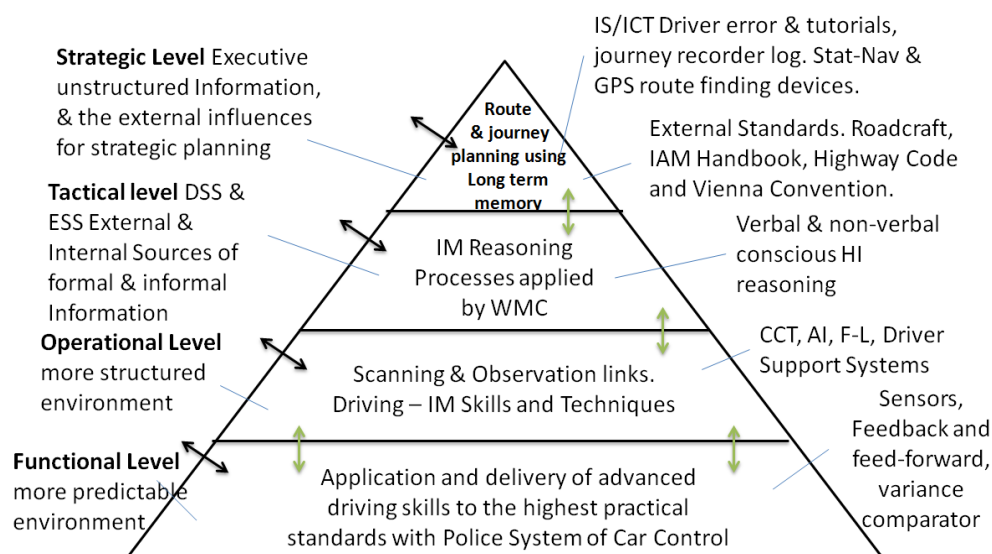 Strategic Level Executive
unstructured Information,
& the external influences
for strategic planning
IS/ICT Driver error & tutorials,
journey recorder log. Stat-Nav &
GPS route finding devices.
Route
& journey
planning using
Long term
memory
External Standards. Roadcraft,
IAM Handbook, Highway Code
and Vienna Convention.
Tactical level DSS &
ESS External &
Internal Sources of
formal & informal
Information
IM Reasoning
Processes applied
by WMC
Verbal & non-verbal
conscious HI
reasoning
Operational Level
more structured
environment
Scanning & Observation links.
Driving – IM Skills and Techniques
CCT, AI, F-L, Driver
Support Systems
Functional Level
more predictable
environment
Application and delivery of advanced
driving skills to the highest practical
standards with Police System of Car Control
Sensors,
Feedback and
feed-forward,
variance
comparator